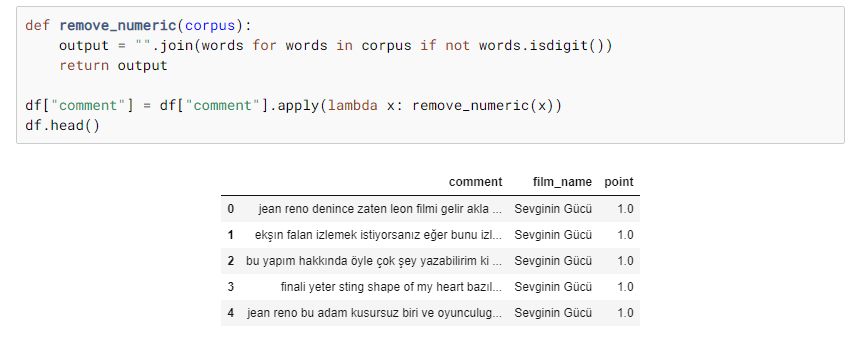 def remove_numeric(corpus):
    output = "".join(words for words in corpus if not words.isdigit())
    return output
df["comment"] = df["comment"].apply(lambda x: remove_numeric(x))
df.head()
comment film_name point
0 jean reno denince zaten leon filmi gelir akla ... Sevginin Gücü 1.0
1 ekşın falan izlemek istiyorsanız eğer bunu izl... Sevginin Gücü 1.0
2 bu yapım hakkında öyle çok şey yazabilirim ki ... Sevginin Gücü 1.0
3 finali yeter sting shape of my heart bazıl... Sevginin Gücü 1.0
4 jean reno bu adam kusursuz biri ve oyunculug... Sevginin Gücü 1.0